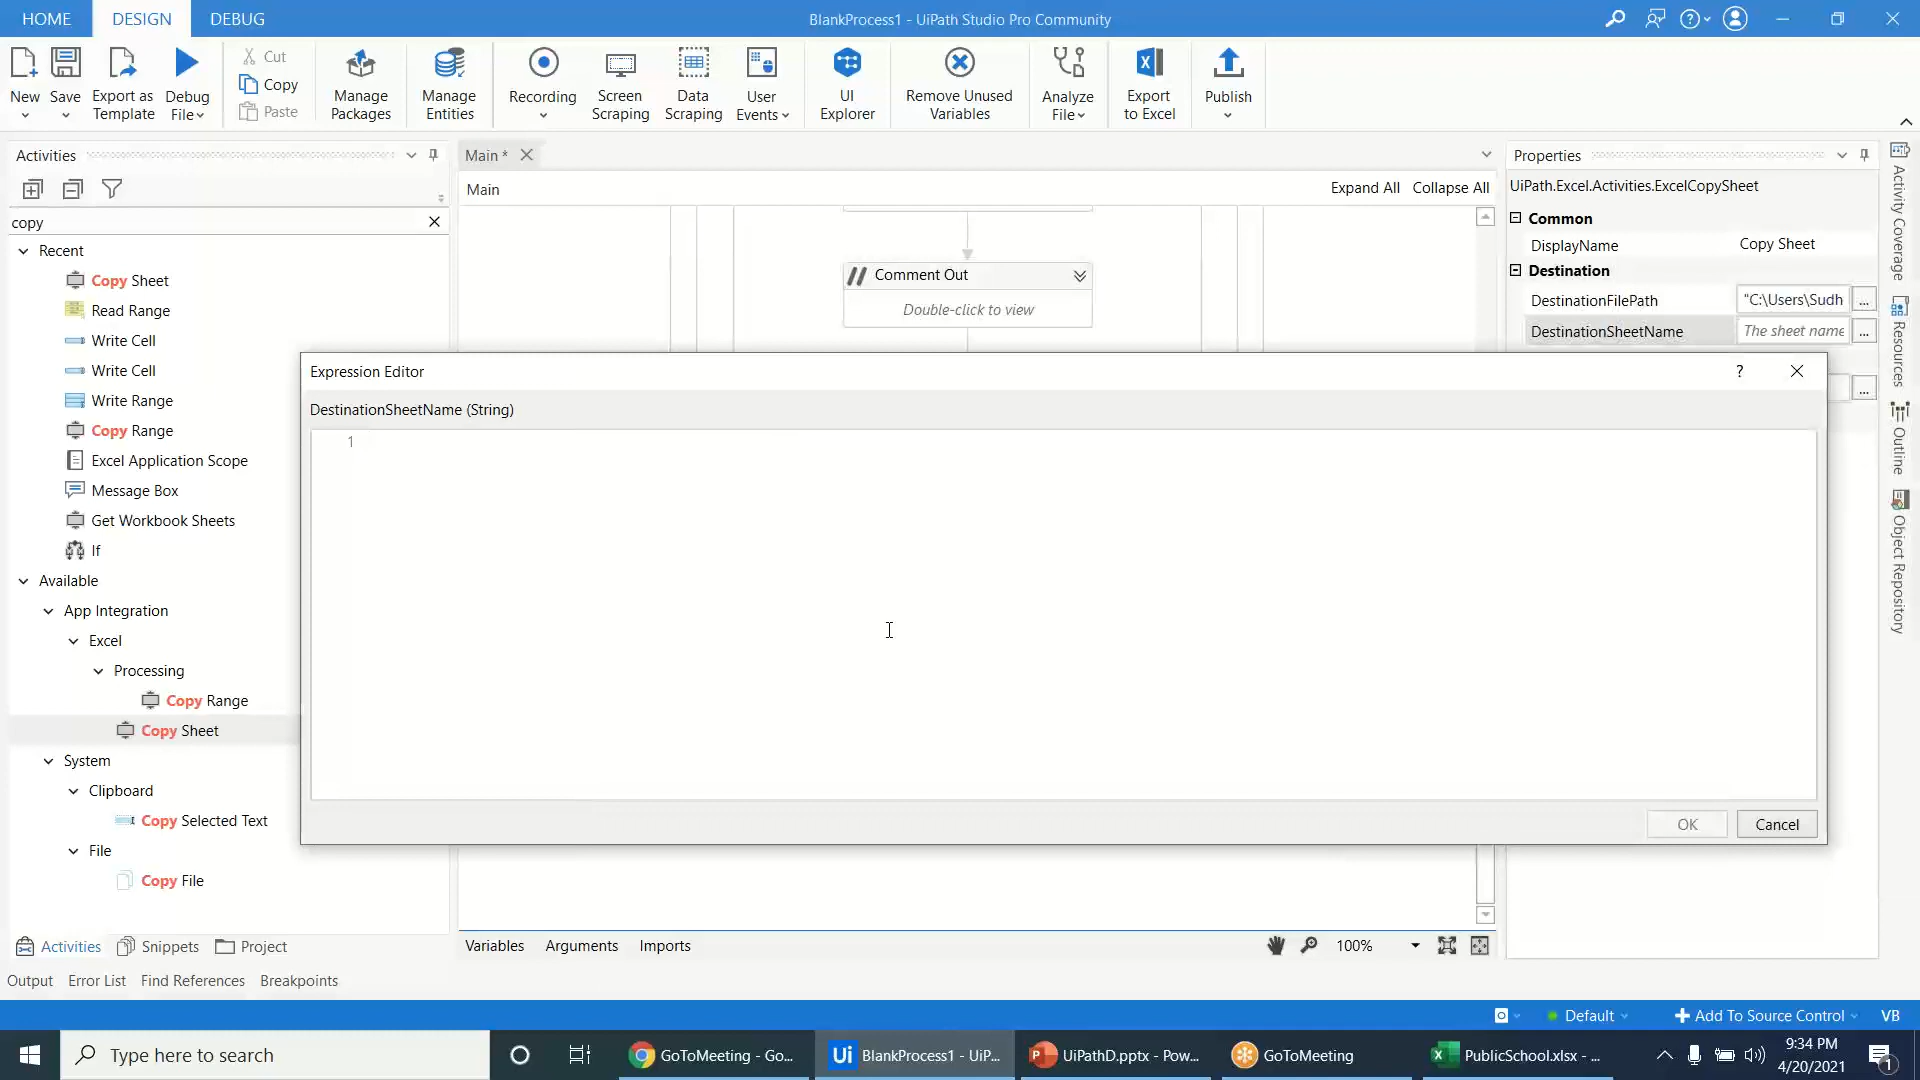 HOME DESIGN DEBUG
BlankProcess1 - UiPath Studio Pro Community
New
Save
Export as Template
Debug File
Cut
Copy
Paste
Manage Packages
Manage Entities
Recording
Screen Scraping
Data Scraping
User Events
UI Explorer
Remove Unused Variables
Analyze File
Export to Excel
Publish
Activities
copy
Recent
Copy Sheet
Read Range
Write Cell
Write Cell
Write Range
Copy Range
Excel Application Scope
Message Box
Get Workbook Sheets
If
Available
App Integration
Excel
Processing
Copy Range
Copy Sheet
System
Clipboard
Copy Selected Text
File
Copy File
Activities Snippets Project
Main *
Main
Expand All Collapse All
Comment Out
Double-click to view
Expression Editor
?
DestinationSheetName (String)
1
OK Cancel
Variables Arguments Imports
100%
Properties
UiPath.Excel.Activities.ExcelCopySheet
Common
DisplayName Copy Sheet
Destination
DestinationFilePath "C:\Users\Sudh ...
DestinationSheetName The sheet name ...
...
Activity Coverage
Resources
Outline
Object Repository
Output Error List Find References Breakpoints
Default Add To Source Control VB
Type here to search
GoToMeeting - Go...
Ui BlankProcess1 - UiP...
UiPathD.pptx - Pow...
GoToMeeting
PublicSchool.xlsx - ...
9:34 PM
4/20/2021
1